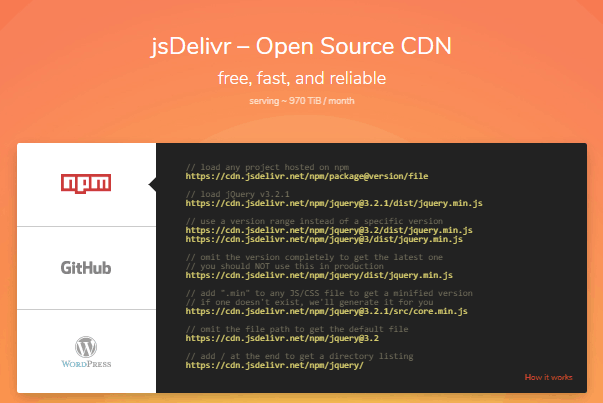 jsDelivr – Open Source CDN
free, fast, and reliable
serving ~ 970 TiB / month
npm
GitHub
WORDPRESS
// load any project hosted on npm
https://cdn.jsdelivr.net/npm/package@version/file
// load jQuery v3.2.1
https://cdn.jsdelivr.net/npm/jquery@3.2.1/dist/jquery.min.js
// use a version range instead of a specific version
https://cdn.jsdelivr.net/npm/jquery@3.2/dist/jquery.min.js
https://cdn.jsdelivr.net/npm/jquery@3/dist/jquery.min.js
// omit the version completely to get the latest one
// you should NOT use this in production
https://cdn.jsdelivr.net/npm/jquery/dist/jquery.min.js
// add ".min" to any JS/CSS file to get a minified version
// if one doesn't exist, we'll generate it for you
https://cdn.jsdelivr.net/npm/jquery@3.2.1/src/core.min.js
// omit the file path to get the default file
https://cdn.jsdelivr.net/npm/jquery@3.2
// add / at the end to get a directory listing
https://cdn.jsdelivr.net/npm/jquery/
How it works